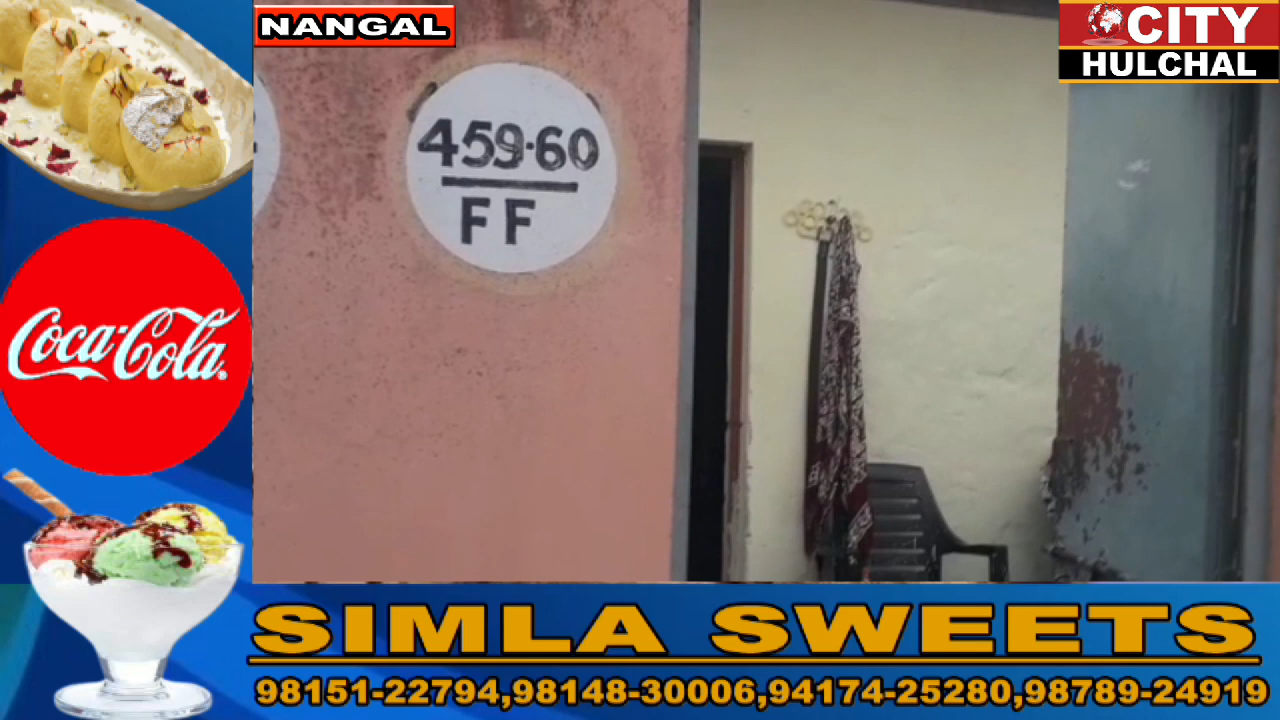 NANGAL
CITY
HULCHAL
459-60
FF
Coca-Cola
SIMLA SWEETS
98151-22794,98148-30006,94174-25280,98789-24919